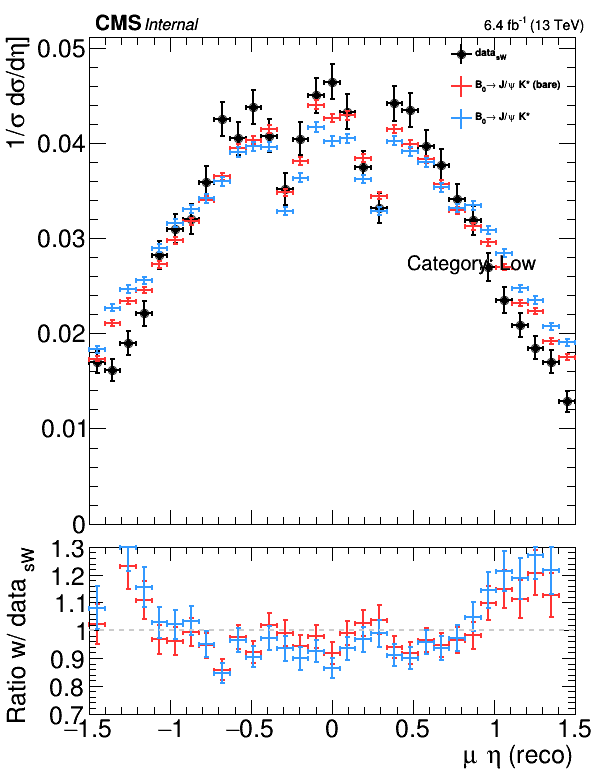 CMS Internal 6.4 fb⁻¹ (13 TeV)
1/σ dσ/dη]
0.05
0.04
0.03
0.02
0.01
0
data_sW
B₀→ J/ψ K* (bare)
B₀→ J/ψ K*
Category: Low
Ratio w/ data _sW
1.3
1.2
1.1
1
0.9
0.8
0.7
−1.5 −1 −0.5 0 0.5 1 1.5
μ η (reco)